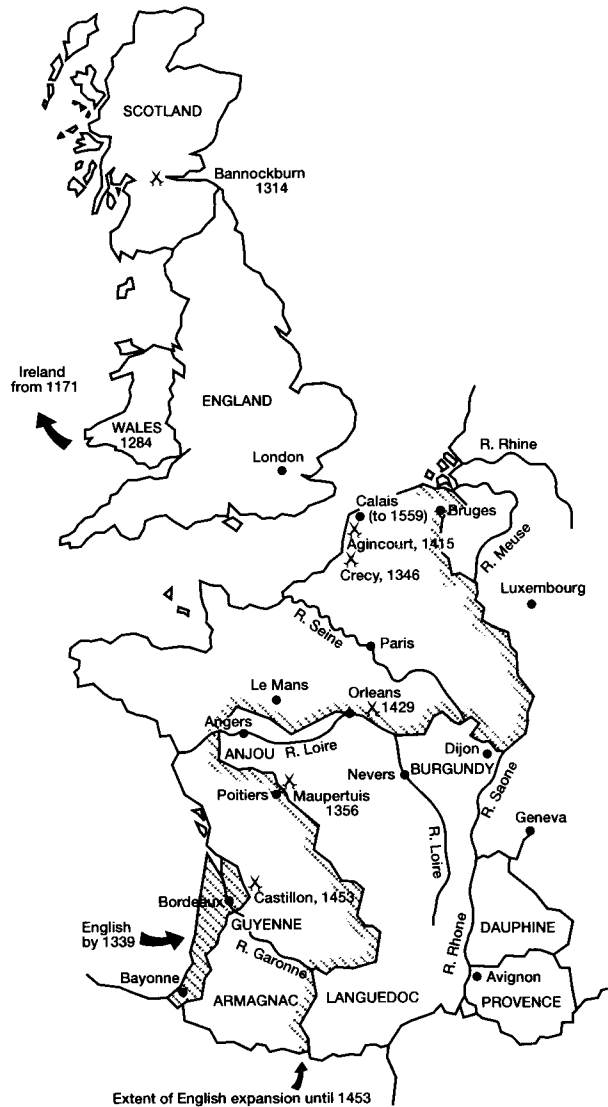 SCOTLAND
Bannockburn
1314
Ireland
from 1171
ENGLAND
WALES
1284
London
R. Rhine
Calais
(to 1559)
Bruges
Agincourt, 1415
R. Meuse
Crecy, 1346
Luxembourg
R. Seine
Paris
Le Mans
Orleans
1429
Angers
ANJOU
R. Loire
Dijon
Nevers
BURGUNDY
Poitiers
Maupertuis
1356
R. Saone
Geneva
R. Loire
Castillon, 1453
Bordeaux
GUYENNE
English
by 1339
DAUPHINE
R. Garonne
R. Rhone
Bayonne
Avignon
ARMAGNAC
LANGUEDOC
PROVENCE
Extent of English expansion until 1453